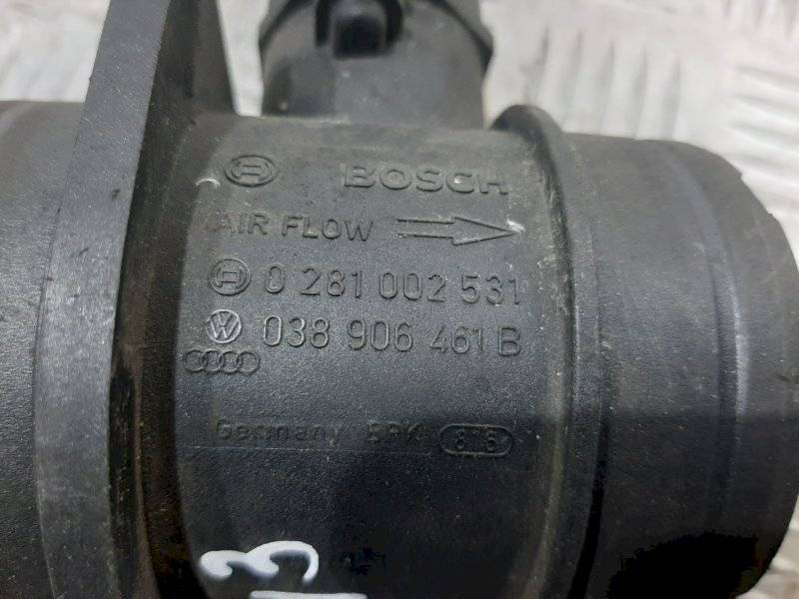 BOSCH
AIR FLOW
0 281 002 531
038 906 461 B
Germany